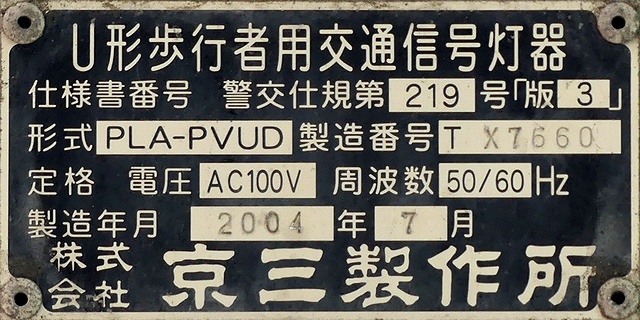 U形歩行者用交通信号灯器
仕様書番号 警交仕規第 219 号「版 3」
形式 PLA-PVUD 製造番号 T X7660
定格 電圧 AC100V 周波数 50/60 Hz
製造年月 2004 年 7 月
株式会社 京三製作所